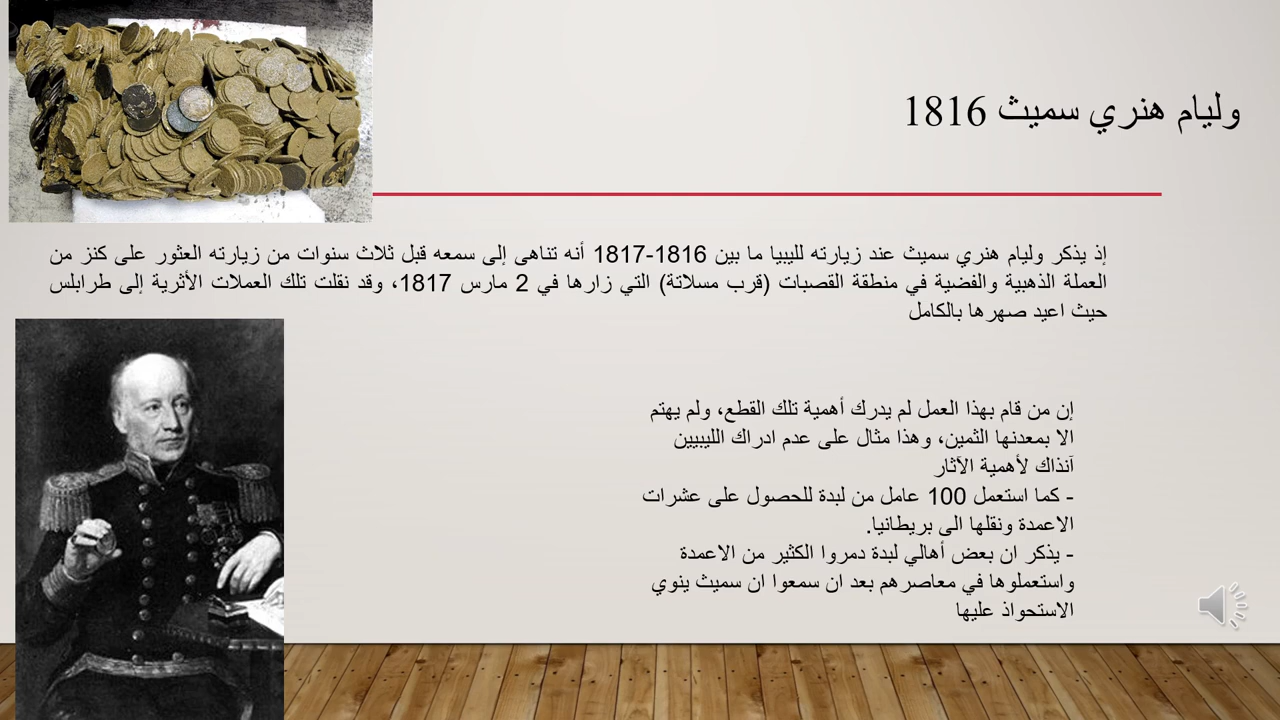 وليام هنري سميث 1816
إذ يذكر وليام هنري سميث عند زيارته لليبيا ما بين 1816-1817 أنه تناهى إلى سمعه قبل ثلاث سنوات من زيارته العثور على كنز من
العملة الذهبية والفضية في منطقة القصبات (قرب مسلاتة) التي زارها في 2 مارس 1817، وقد نقلت تلك العملات الأثرية إلى طرابلس
حيث اعيد صهرها بالكامل
إن من قام بهذا العمل لم يدرك أهمية تلك القطع، ولم يهتم
الا بمعدنها الثمين، وهذا مثال على عدم ادراك الليبيين
آنذاك لأهمية الآثار
- كما استعمل 100 عامل من لبدة للحصول على عشرات
الاعمدة ونقلها الى بريطانيا.
- يذكر ان بعض أهالي لبدة دمروا الكثير من الاعمدة
واستعملوها في معاصرهم بعد ان سمعوا ان سميث ينوي
الاستحواذ عليها